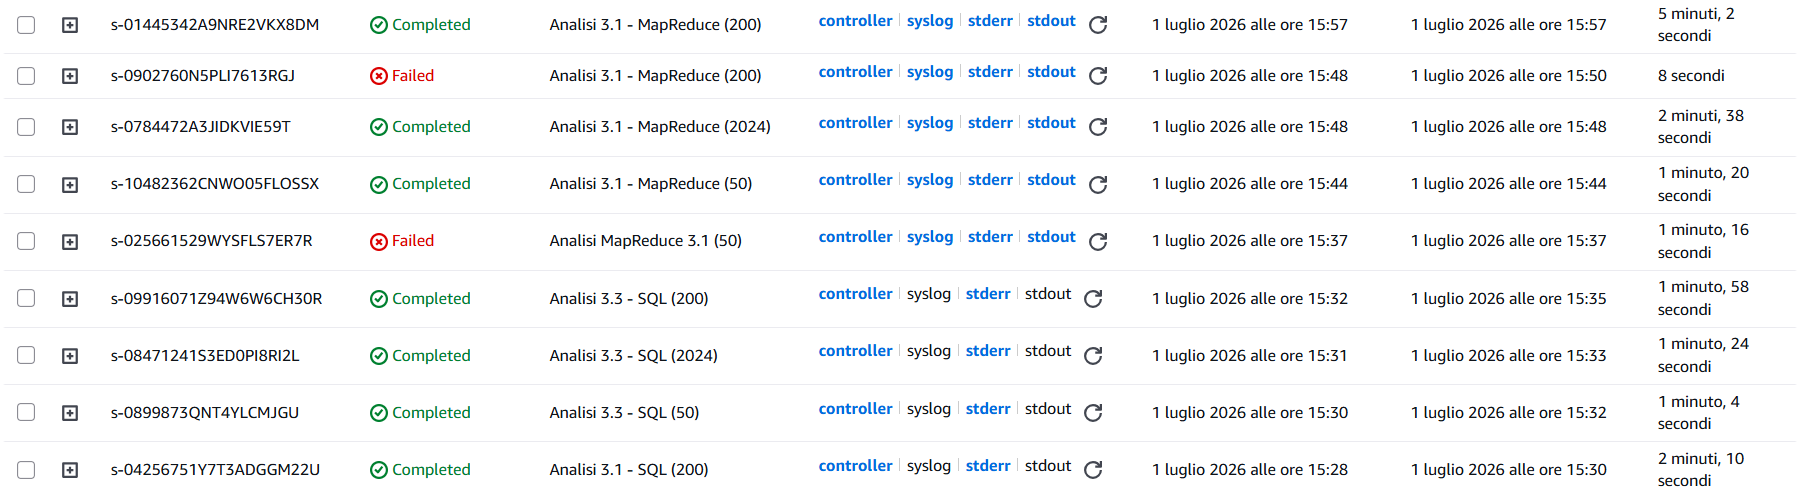 s-01445342A9NRE2VKX8DM Completed Analisi 3.1 - MapReduce (200) controller syslog stderr stdout 1 luglio 2026 alle ore 15:57 1 luglio 2026 alle ore 15:57 5 minuti, 2 secondi
s-0902760N5PLI7613RGJ Failed Analisi 3.1 - MapReduce (200) controller syslog stderr stdout 1 luglio 2026 alle ore 15:48 1 luglio 2026 alle ore 15:50 8 secondi
s-0784472A3JIDKVIE59T Completed Analisi 3.1 - MapReduce (2024) controller syslog stderr stdout 1 luglio 2026 alle ore 15:48 1 luglio 2026 alle ore 15:48 2 minuti, 38 secondi
s-10482362CNWO05FLOSSX Completed Analisi 3.1 - MapReduce (50) controller syslog stderr stdout 1 luglio 2026 alle ore 15:44 1 luglio 2026 alle ore 15:44 1 minuto, 20 secondi
s-025661529WYSFLS7ER7R Failed Analisi MapReduce 3.1 (50) controller syslog stderr stdout 1 luglio 2026 alle ore 15:37 1 luglio 2026 alle ore 15:37 1 minuto, 16 secondi
s-09916071Z94W6W6CH30R Completed Analisi 3.3 - SQL (200) controller syslog stderr stdout 1 luglio 2026 alle ore 15:32 1 luglio 2026 alle ore 15:35 1 minuto, 58 secondi
s-08471241S3ED0PI8RI2L Completed Analisi 3.3 - SQL (2024) controller syslog stderr stdout 1 luglio 2026 alle ore 15:31 1 luglio 2026 alle ore 15:33 1 minuto, 24 secondi
s-0899873QNT4YLCMJGU Completed Analisi 3.3 - SQL (50) controller syslog stderr stdout 1 luglio 2026 alle ore 15:30 1 luglio 2026 alle ore 15:32 1 minuto, 4 secondi
s-04256751Y7T3ADGGM22U Completed Analisi 3.1 - SQL (200) controller syslog stderr stdout 1 luglio 2026 alle ore 15:28 1 luglio 2026 alle ore 15:30 2 minuti, 10 secondi